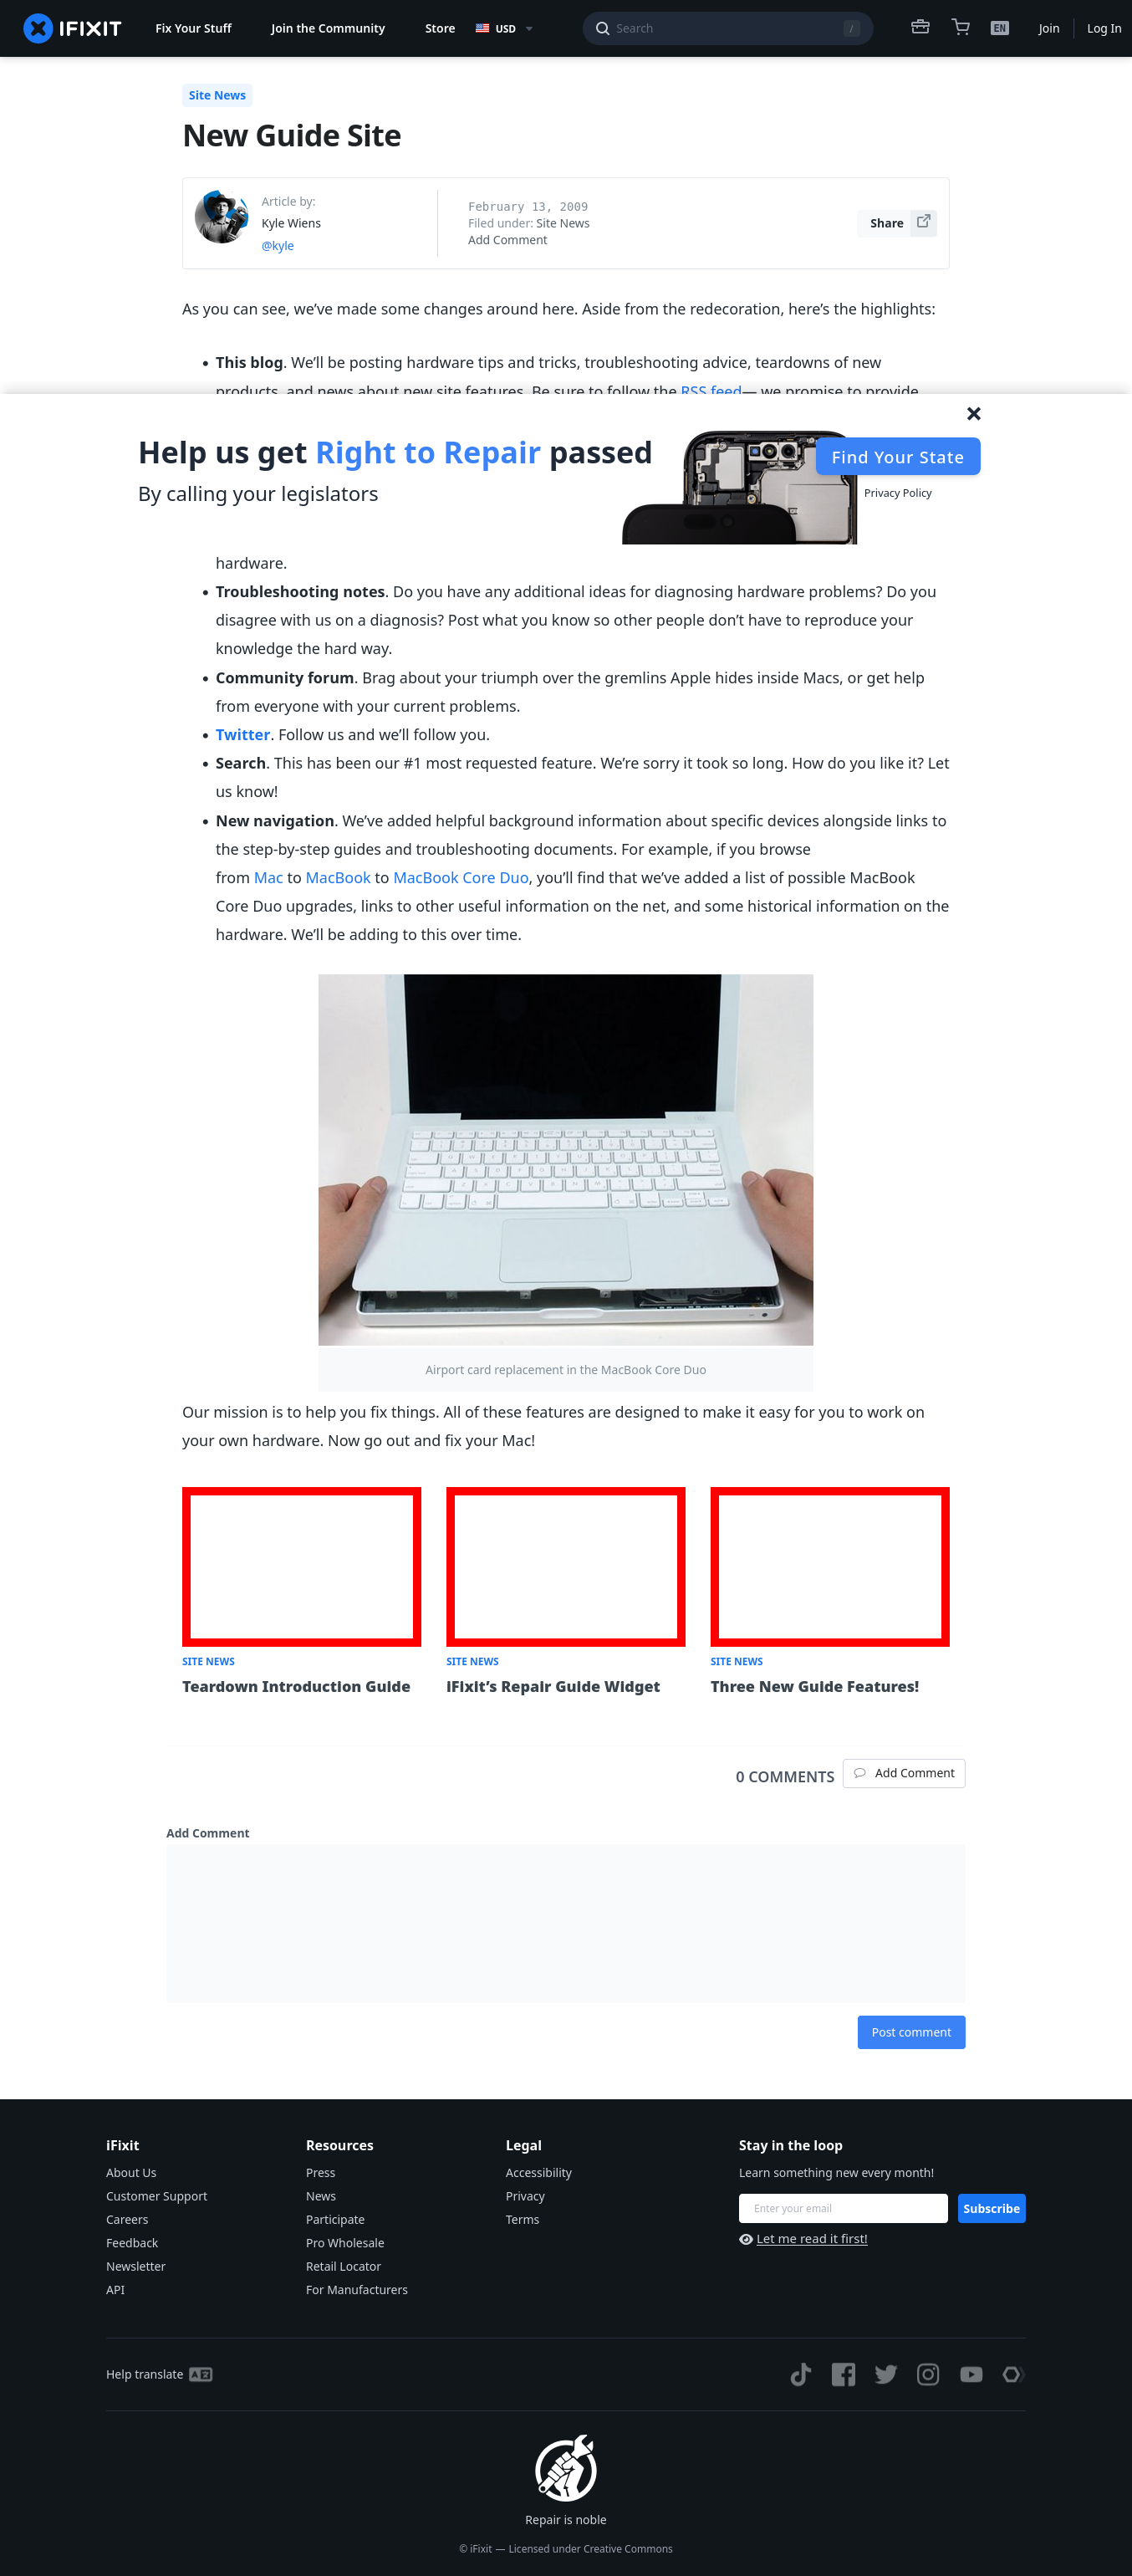 IFIXIT
Fix Your Stuff
Join the Community
Store
USD
Search
/
EN
Join
Log In
Site News
New Guide Site
Article by:
Kyle Wiens
@kyle
February 13, 2009
Filed under: Site News
Add Comment
Share
As you can see, we’ve made some changes around here. Aside from the redecoration, here’s the highlights:
This blog. We’ll be posting hardware tips and tricks, troubleshooting advice, teardowns of new
products, and news about new site features. Be sure to follow the RSS feed— we promise to provide
Help us get Right to Repair passed
By calling your legislators
Find Your State
Privacy Policy
hardware.
Troubleshooting notes. Do you have any additional ideas for diagnosing hardware problems? Do you
disagree with us on a diagnosis? Post what you know so other people don’t have to reproduce your
knowledge the hard way.
Community forum. Brag about your triumph over the gremlins Apple hides inside Macs, or get help
from everyone with your current problems.
Twitter. Follow us and we’ll follow you.
Search. This has been our #1 most requested feature. We’re sorry it took so long. How do you like it? Let
us know!
New navigation. We’ve added helpful background information about specific devices alongside links to
the step-by-step guides and troubleshooting documents. For example, if you browse
from Mac to MacBook to MacBook Core Duo, you’ll find that we’ve added a list of possible MacBook
Core Duo upgrades, links to other useful information on the net, and some historical information on the
hardware. We’ll be adding to this over time.
Airport card replacement in the MacBook Core Duo
Our mission is to help you fix things. All of these features are designed to make it easy for you to work on
your own hardware. Now go out and fix your Mac!
SITE NEWS
Teardown Introduction Guide
SITE NEWS
iFixit’s Repair Guide Widget
SITE NEWS
Three New Guide Features!
0 COMMENTS
Add Comment
Add Comment
Post comment
iFixit
About Us
Customer Support
Careers
Feedback
Newsletter
API
Resources
Press
News
Participate
Pro Wholesale
Retail Locator
For Manufacturers
Legal
Accessibility
Privacy
Terms
Stay in the loop
Learn something new every month!
Enter your email
Subscribe
Let me read it first!
Help translate
Repair is noble
© iFixit — Licensed under Creative Commons